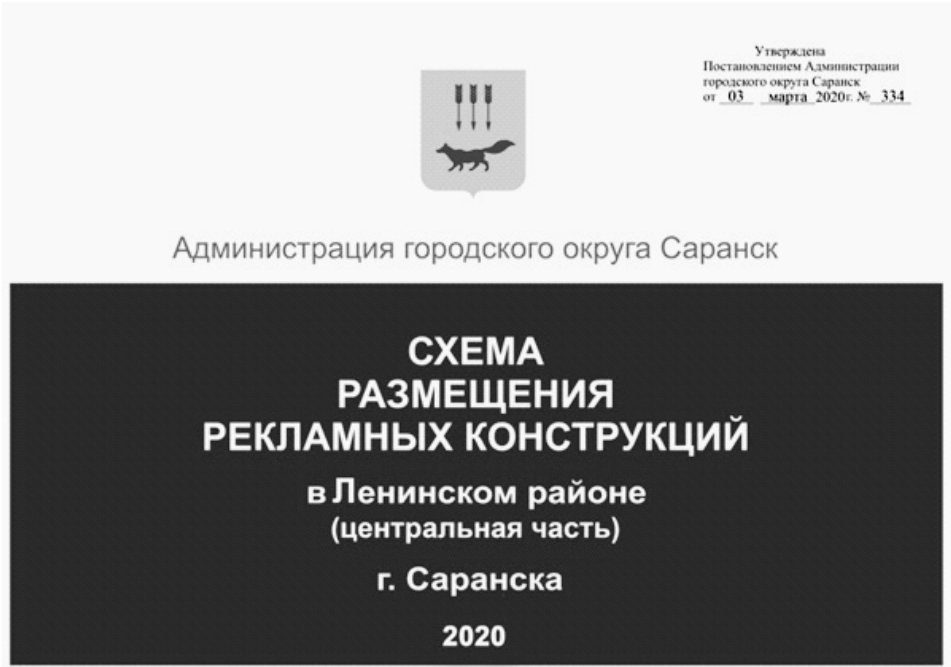 Утверждена
Постановлением Администрации
городского округа Саранск
от 03 марта 2020г. № 334
Администрация городского округа Саранск
СХЕМА
РАЗМЕЩЕНИЯ
РЕКЛАМНЫХ КОНСТРУКЦИЙ
в Ленинском районе
(центральная часть)
г. Саранска
2020